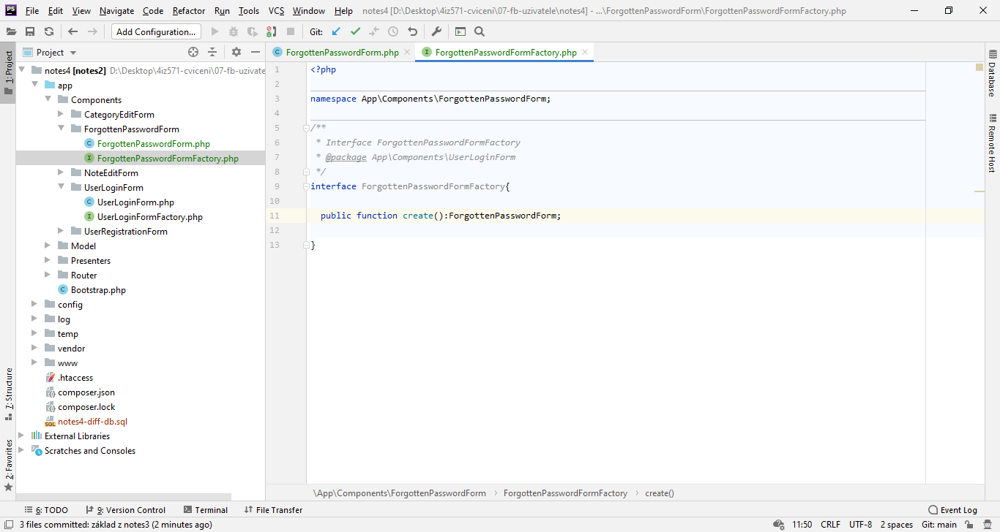 PS File Edit View Navigate Code Refactor Run Tools VCS Window Help notes4 [D:\Desktop\4iz571-cviceni\07-fb-uzivatele\notes4] - ...\ForgottenPasswordForm\ForgottenPasswordFormFactory.php
Add Configuration... Git:
1: Project
Project
ForgottenPasswordForm.php
ForgottenPasswordFormFactory.php
notes4 [notes2] D:\Desktop\4iz571-cviceni\07-fb-uzivate
app
Components
CategoryEditForm
ForgottenPasswordForm
C ForgottenPasswordForm.php
I ForgottenPasswordFormFactory.php
NoteEditForm
UserLoginForm
C UserLoginForm.php
I UserLoginFormFactory.php
UserRegistrationForm
Model
Presenters
Router
C Bootstrap.php
config
log
temp
vendor
www
.htaccess
composer.json
composer.lock
SQL notes4-diff-db.sql
External Libraries
Scratches and Consoles
7: Structure
2: Favorites
1 <?php
2
3 namespace App\Components\ForgottenPasswordForm;
4
5 /**
6 * Interface ForgottenPasswordFormFactory
7 * @package App\Components\UserLoginForm
8 */
9 interface ForgottenPasswordFormFactory{
10
11 public function create():ForgottenPasswordForm;
12
13 }
Database
Remote Host
\App\Components\ForgottenPasswordForm › ForgottenPasswordFormFactory › create()
6: TODO 9: Version Control Terminal File Transfer Event Log
3 files committed: základ z notes3 (2 minutes ago) 11:50 CRLF UTF-8 2 spaces Git: main